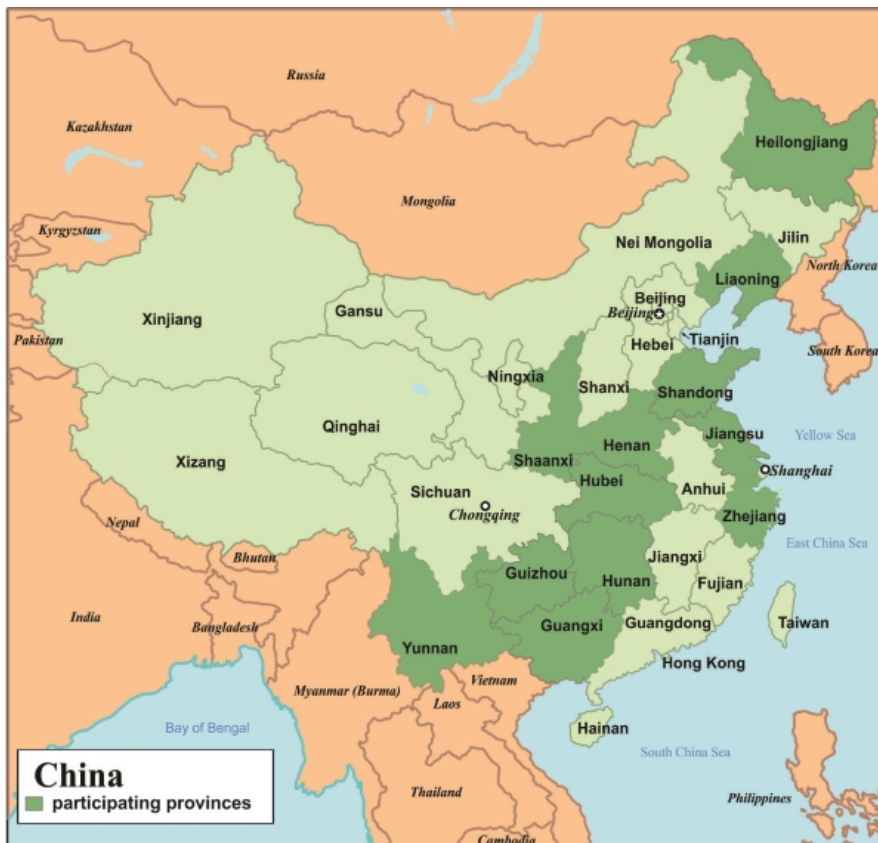 Russia
Kazakhstan
Heilongjiang
Mongolia
Kyrgyzstan
Nei Mongolia
Jilin
North Korea
Liaoning
Beijing
Beijing
Gansu
Xinjiang
Pakistan
Tianjin
Hebei
South Korea
Ningxia
Shanxi
Shandong
Qinghai
Jiangsu
Yellow Sea
Henan
Xizang
Shaanxi
Shanghai
Hubei
Anhui
Sichuan
Chongqing
Zhejiang
Nepal
East China Sea
Bhutan
Jiangxi
Guizhou
Hunan
Fujian
India
Bangladesh
Guangdong
Taiwan
Guangxi
Yunnan
Hong Kong
Vietnam
Myanmar (Burma)
Laos
Bay of Bengal
Hainan
South China Sea
China
participating provinces
Thailand
Philippines
Cambodia